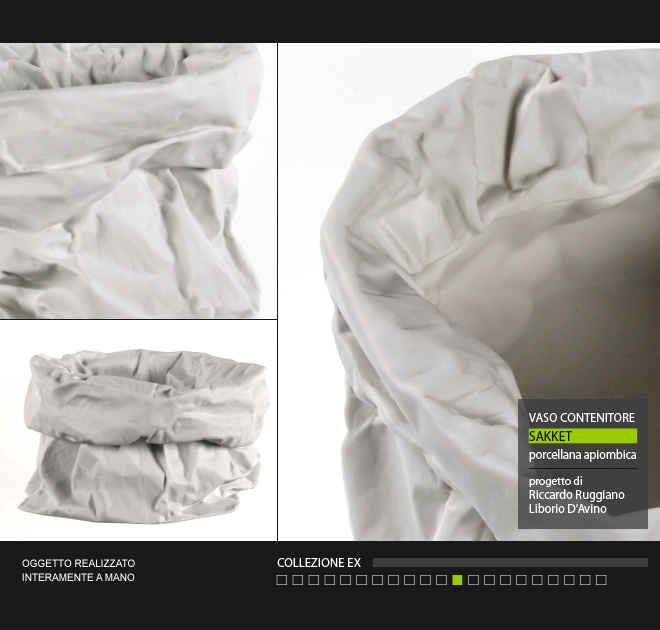 VASO CONTENITORE
SAKKET
porcellana apiombica
progetto di
Riccardo Ruggiano
Liborio D'Avino
OGGETTO REALIZZATO
INTERAMENTE A MANO
COLLEZIONE EX